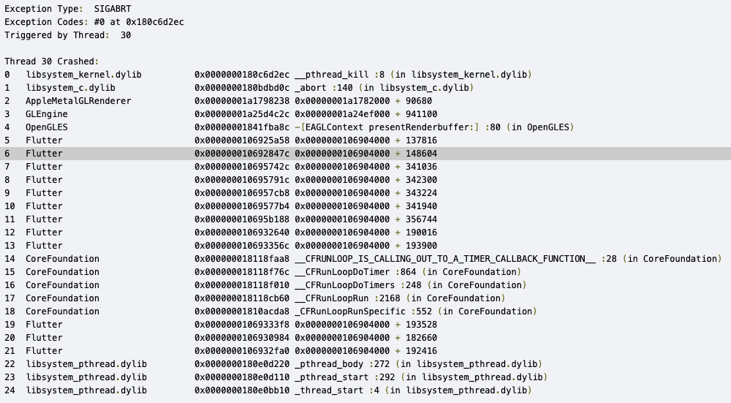 Exception Type:  SIGABRT
Exception Codes: #0 at 0x180c6d2ec
Triggered by Thread:  30
Thread 30 Crashed:
0   libsystem_kernel.dylib   0x0000000180c6d2ec __pthread_kill :8 (in libsystem_kernel.dylib)
1   libsystem_c.dylib   0x0000000180bdbd0c _abort :140 (in libsystem_c.dylib)
2   AppleMetalGLRenderer   0x00000001a1798238 0x00000001a1782000 + 90680
3   GLEngine   0x00000001a25d4c2c 0x00000001a24ef000 + 941100
4   OpenGLES   0x00000001841fba8c -[EAGLContext presentRenderbuffer:] :80 (in OpenGLES)
5   Flutter   0x0000000106925a58 0x0000000106904000 + 137816
6   Flutter   0x000000010692847c 0x0000000106904000 + 148604
7   Flutter   0x000000010695742c 0x0000000106904000 + 341036
8   Flutter   0x000000010695791c 0x0000000106904000 + 342300
9   Flutter   0x0000000106957cb8 0x0000000106904000 + 343224
10  Flutter   0x00000001069577b4 0x0000000106904000 + 341940
11  Flutter   0x000000010695b188 0x0000000106904000 + 356744
12  Flutter   0x0000000106932640 0x0000000106904000 + 190016
13  Flutter   0x000000010693356c 0x0000000106904000 + 193900
14  CoreFoundation   0x000000018118faa8 __CFRUNLOOP_IS_CALLING_OUT_TO_A_TIMER_CALLBACK_FUNCTION__ :28 (in CoreFoundation)
15  CoreFoundation   0x000000018118f76c __CFRunLoopDoTimer :864 (in CoreFoundation)
16  CoreFoundation   0x000000018118f010 __CFRunLoopDoTimers :248 (in CoreFoundation)
17  CoreFoundation   0x000000018118cb60 __CFRunLoopRun :2168 (in CoreFoundation)
18  CoreFoundation   0x00000001810acda8 _CFRunLoopRunSpecific :552 (in CoreFoundation)
19  Flutter   0x00000001069333f8 0x0000000106904000 + 193528
20  Flutter   0x0000000106930984 0x0000000106904000 + 182660
21  Flutter   0x0000000106932fa0 0x0000000106904000 + 192416
22  libsystem_pthread.dylib   0x0000000180e0d220 _pthread_body :272 (in libsystem_pthread.dylib)
23  libsystem_pthread.dylib   0x0000000180e0d110 _pthread_start :292 (in libsystem_pthread.dylib)
24  libsystem_pthread.dylib   0x0000000180e0bb10 _thread_start :4 (in libsystem_pthread.dylib)